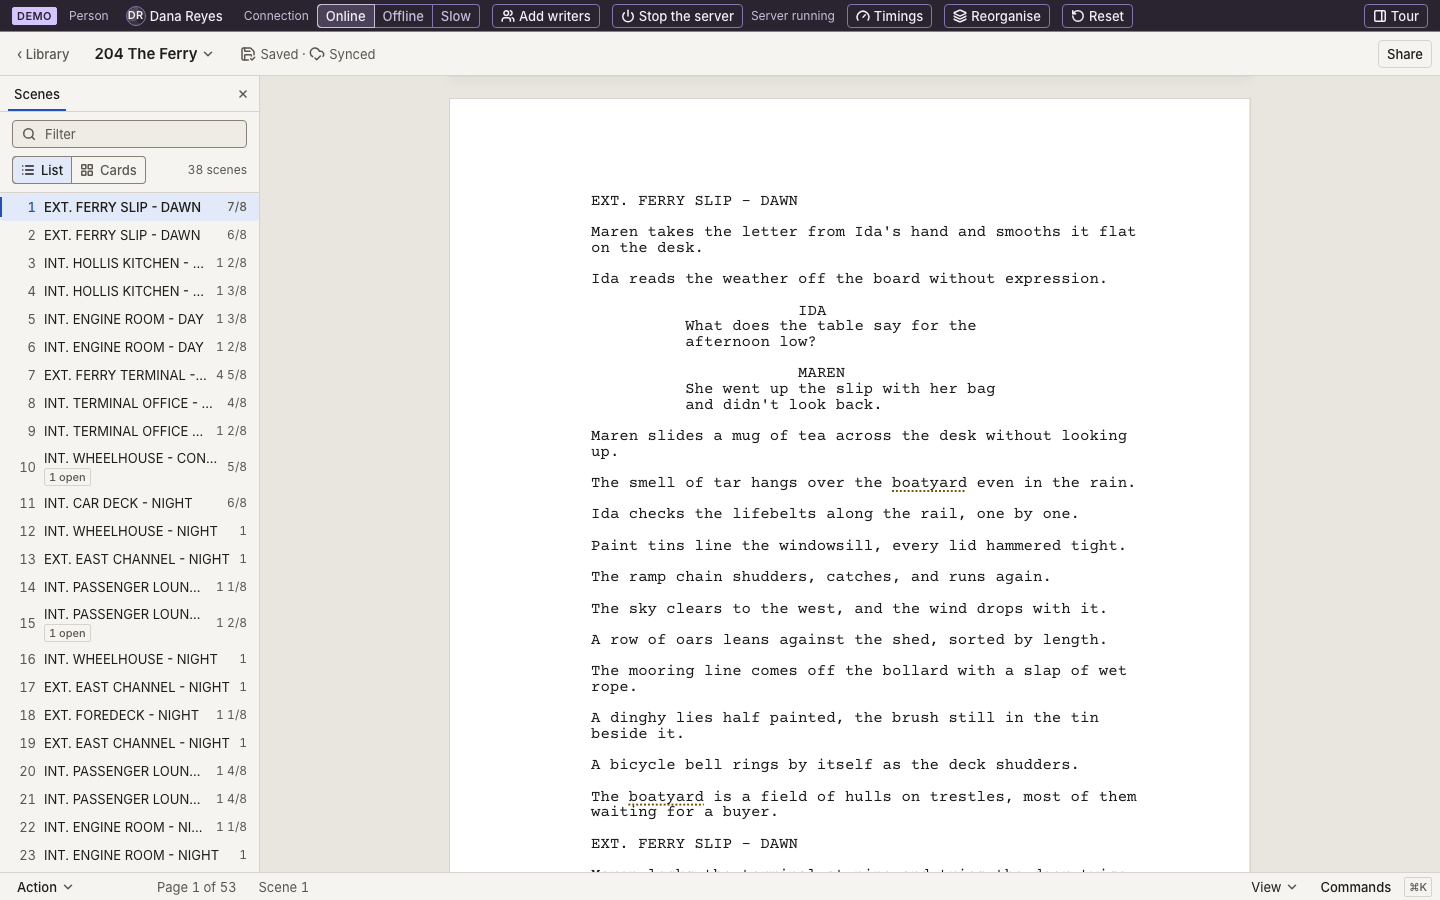 DEMO Person DR Dana Reyes Connection Online Offline Slow Add writers Stop the server Server running Timings Reorganise Reset Tour
‹ Library 204 The Ferry Saved · Synced Share
Scenes
Filter
List Cards 38 scenes
1 EXT. FERRY SLIP - DAWN 7/8
2 EXT. FERRY SLIP - DAWN 6/8
3 INT. HOLLIS KITCHEN - ... 1 2/8
4 INT. HOLLIS KITCHEN - ... 1 3/8
5 INT. ENGINE ROOM - DAY 1 3/8
6 INT. ENGINE ROOM - DAY 1 2/8
7 EXT. FERRY TERMINAL -... 4 5/8
8 INT. TERMINAL OFFICE - ... 4/8
9 INT. TERMINAL OFFICE ... 1 2/8
10 INT. WHEELHOUSE - CON... 5/8
1 open
11 INT. CAR DECK - NIGHT 6/8
12 INT. WHEELHOUSE - NIGHT 1
13 EXT. EAST CHANNEL - NIGHT 1
14 INT. PASSENGER LOUN... 1 1/8
15 INT. PASSENGER LOUN... 1 2/8
1 open
16 INT. WHEELHOUSE - NIGHT 1
17 EXT. EAST CHANNEL - NIGHT 1
18 EXT. FOREDECK - NIGHT 1 1/8
19 EXT. EAST CHANNEL - NIGHT 1
20 INT. PASSENGER LOUN... 1 4/8
21 INT. PASSENGER LOUN... 1 4/8
22 INT. ENGINE ROOM - NI... 1 1/8
23 INT. ENGINE ROOM - NIGHT 1
EXT. FERRY SLIP - DAWN
Maren takes the letter from Ida's hand and smooths it flat
on the desk.
Ida reads the weather off the board without expression.
IDA
What does the table say for the
afternoon low?
MAREN
She went up the slip with her bag
and didn't look back.
Maren slides a mug of tea across the desk without looking
up.
The smell of tar hangs over the boatyard even in the rain.
Ida checks the lifebelts along the rail, one by one.
Paint tins line the windowsill, every lid hammered tight.
The ramp chain shudders, catches, and runs again.
The sky clears to the west, and the wind drops with it.
A row of oars leans against the shed, sorted by length.
The mooring line comes off the bollard with a slap of wet
rope.
A dinghy lies half painted, the brush still in the tin
beside it.
A bicycle bell rings by itself as the deck shudders.
The boatyard is a field of hulls on trestles, most of them
waiting for a buyer.
EXT. FERRY SLIP - DAWN
Action Page 1 of 53 Scene 1 View Commands ⌘K